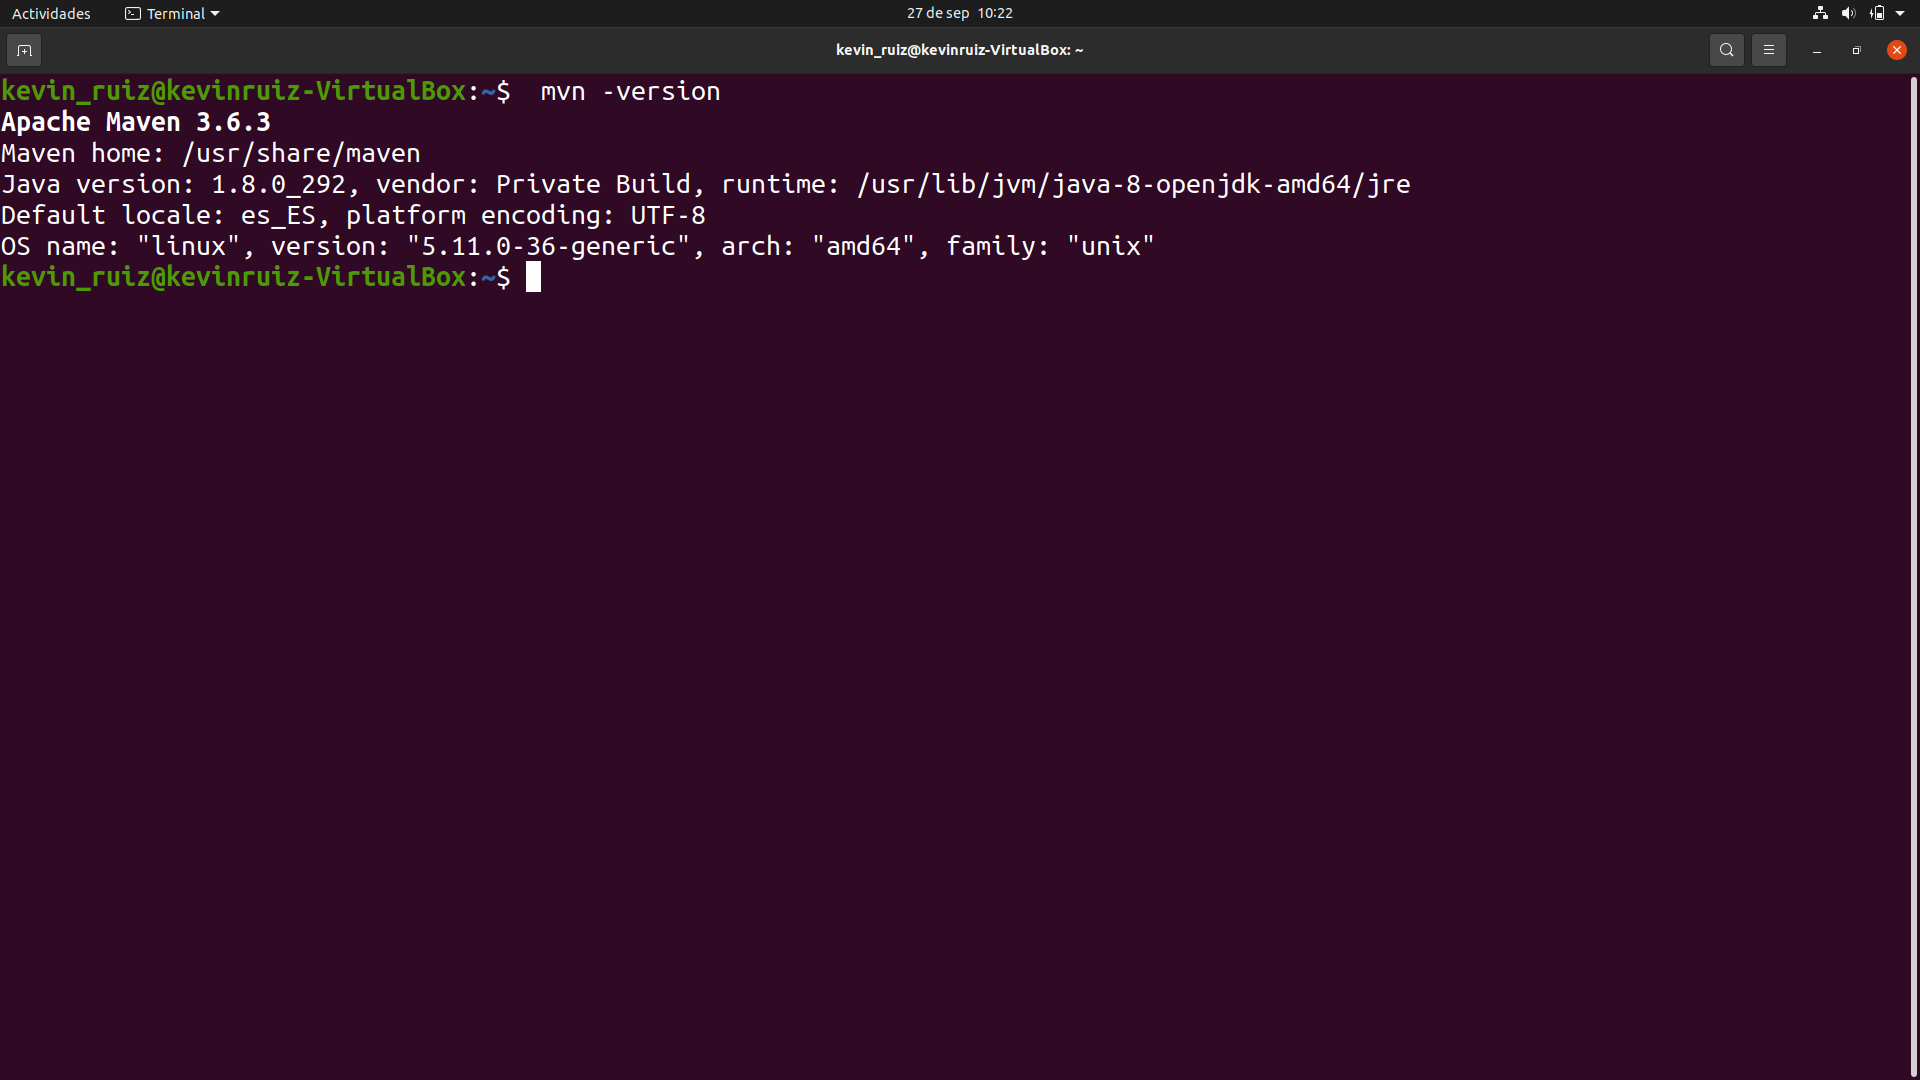 Actividades Terminal 27 de sep 10:22
kevin_ruiz@kevinruiz-VirtualBox: ~
kevin_ruiz@kevinruiz-VirtualBox:~$  mvn -version
Apache Maven 3.6.3
Maven home: /usr/share/maven
Java version: 1.8.0_292, vendor: Private Build, runtime: /usr/lib/jvm/java-8-openjdk-amd64/jre
Default locale: es_ES, platform encoding: UTF-8
OS name: "linux", version: "5.11.0-36-generic", arch: "amd64", family: "unix"
kevin_ruiz@kevinruiz-VirtualBox:~$